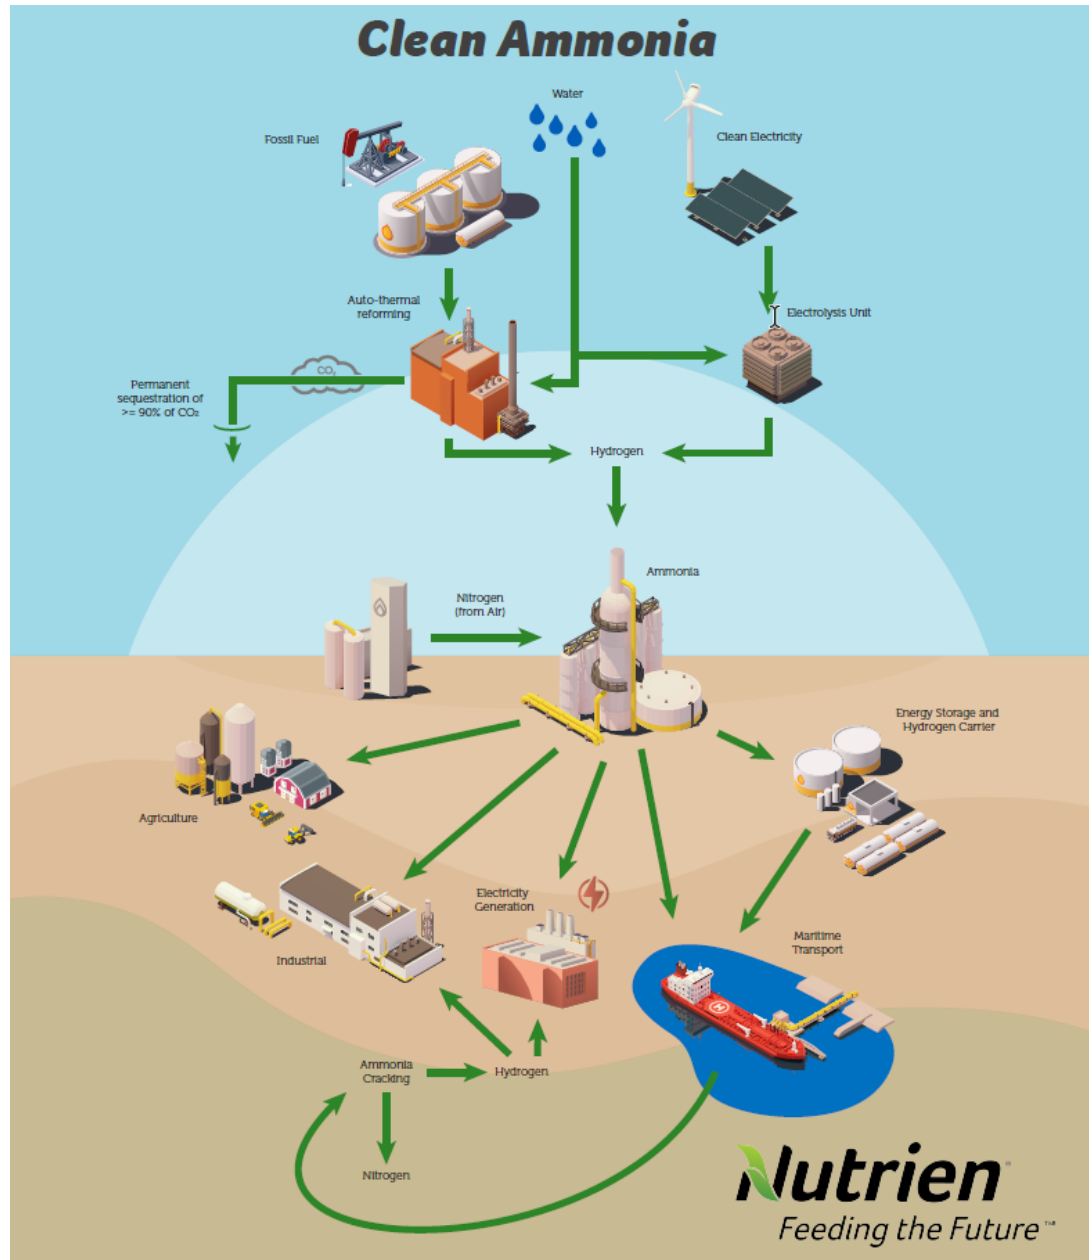 Clean Ammonia
Water
Fossil Fuel
Clean Electricity
Auto-thermal
reforming
Electrolysis Unit
CO₂
Permanent
sequestration of
>= 90% of CO₂
Hydrogen
Ammonia
Nitrogen
(from Air)
Energy Storage and
Hydrogen Carrier
Agriculture
Electricity
Generation
Industrial
Maritime
Transport
H
Ammonia
Cracking
Hydrogen
Nitrogen
Nutrien®
Feeding the Future™